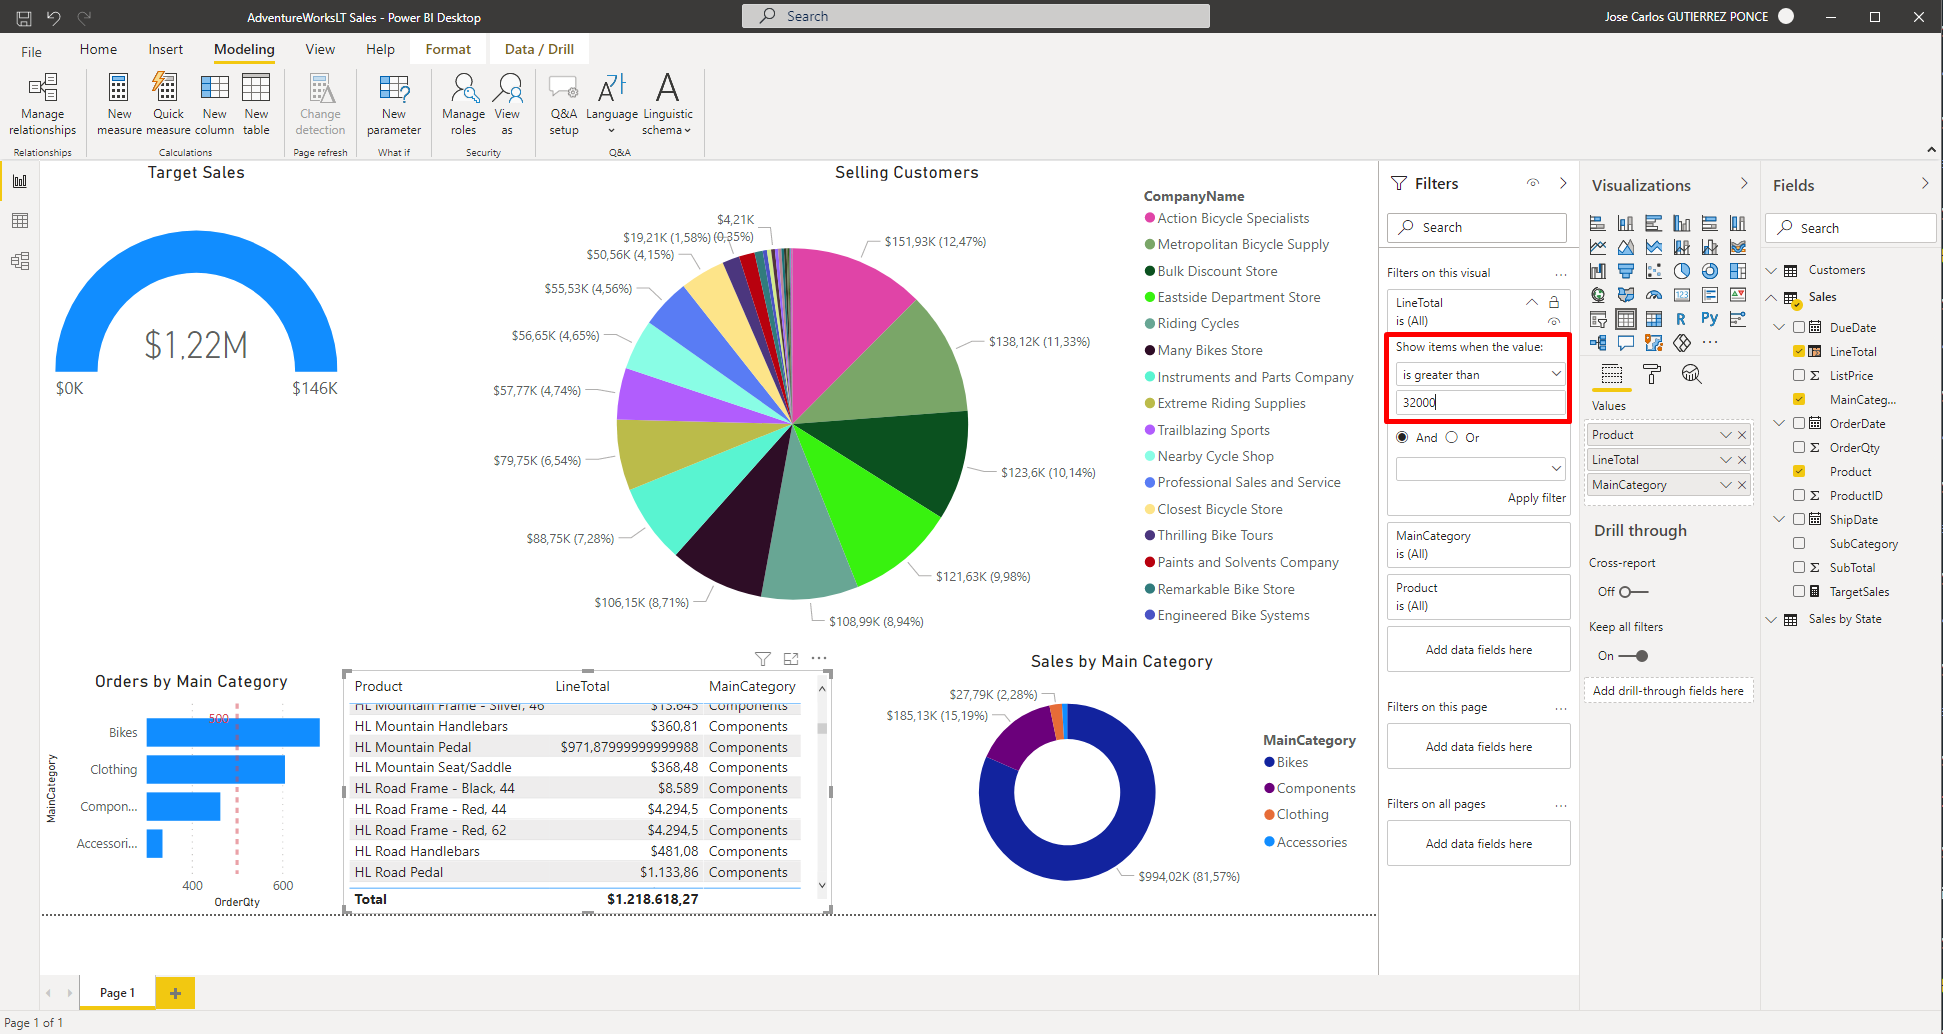 AdventureWorksLT Sales - Power BI Desktop
Search
Jose Carlos GUTIERREZ PONCE
File
Home
Insert
Modeling
View
Help
Format
Data / Drill
Manage relationships
New measure
Quick measure
New column
New table
Change detection
New parameter
Manage roles
View as
Q&A setup
Language
Linguistic schema
Relationships
Calculations
Page refresh
What if
Security
Q&A
Target Sales
$1,22M
$0K
$146K
Selling Customers
$4,21K
(0,35%)
$19,21K (1,58%)
$50,56K (4,15%)
$55,53K (4,56%)
$56,65K (4,65%)
$57,77K (4,74%)
$79,75K (6,54%)
$88,75K (7,28%)
$106,15K (8,71%)
$108,99K (8,94%)
$121,63K (9,98%)
$123,6K (10,14%)
$138,12K (11,33%)
$151,93K (12,47%)
CompanyName
Action Bicycle Specialists
Metropolitan Bicycle Supply
Bulk Discount Store
Eastside Department Store
Riding Cycles
Many Bikes Store
Instruments and Parts Company
Extreme Riding Supplies
Trailblazing Sports
Nearby Cycle Shop
Professional Sales and Service
Closest Bicycle Store
Thrilling Bike Tours
Paints and Solvents Company
Remarkable Bike Store
Engineered Bike Systems
Orders by Main Category
MainCategory
500
Bikes
Clothing
Compon...
Accessori...
400
600
OrderQty
Product LineTotal MainCategory
HL Mountain Frame - Silver, 46 $13.645 Components
HL Mountain Handlebars $360,81 Components
HL Mountain Pedal $971,87999999999988 Components
HL Mountain Seat/Saddle $368,48 Components
HL Road Frame - Black, 44 $8.589 Components
HL Road Frame - Red, 44 $4.294,5 Components
HL Road Frame - Red, 62 $4.294,5 Components
HL Road Handlebars $481,08 Components
HL Road Pedal $1.133,86 Components
Total $1.218.618,27
Sales by Main Category
$27,79K (2,28%)
$185,13K (15,19%)
$994,02K (81,57%)
MainCategory
Bikes
Components
Clothing
Accessories
Filters
Search
Filters on this visual
LineTotal
is (All)
Show items when the value:
is greater than
32000
And
Or
Apply filter
MainCategory
is (All)
Product
is (All)
Add data fields here
Filters on this page
Add data fields here
Filters on all pages
Add data fields here
Visualizations
R
Py
Values
Product
LineTotal
MainCategory
Drill through
Cross-report
Off
Keep all filters
On
Add drill-through fields here
Fields
Search
Customers
Sales
DueDate
LineTotal
ListPrice
MainCateg...
OrderDate
OrderQty
Product
ProductID
ShipDate
SubCategory
SubTotal
TargetSales
Sales by State
Page 1
Page 1 of 1